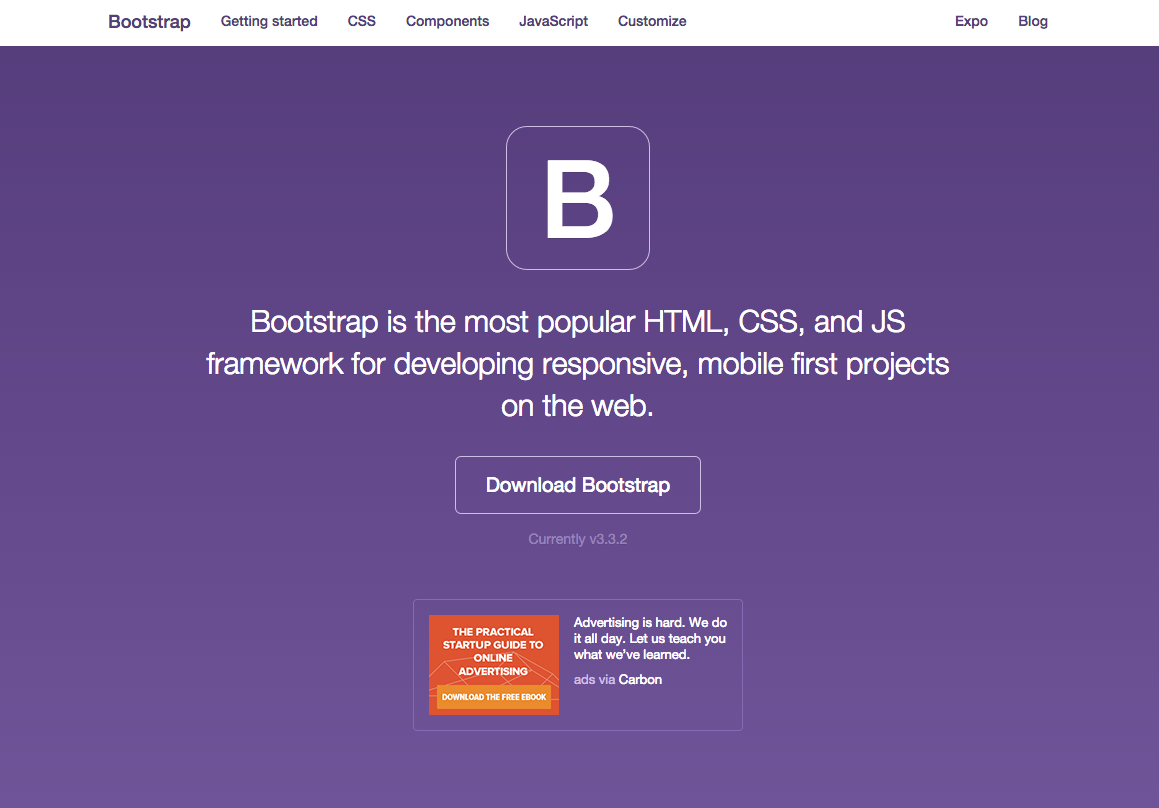 Bootstrap Getting started CSS Components JavaScript Customize Expo Blog
B
Bootstrap is the most popular HTML, CSS, and JS
framework for developing responsive, mobile first projects
on the web.
Download Bootstrap
Currently v3.3.2
THE PRACTICAL
STARTUP GUIDE TO
ONLINE
ADVERTISING
DOWNLOAD THE FREE EBOOK
Advertising is hard. We do
it all day. Let us teach you
what we've learned.
ads via Carbon